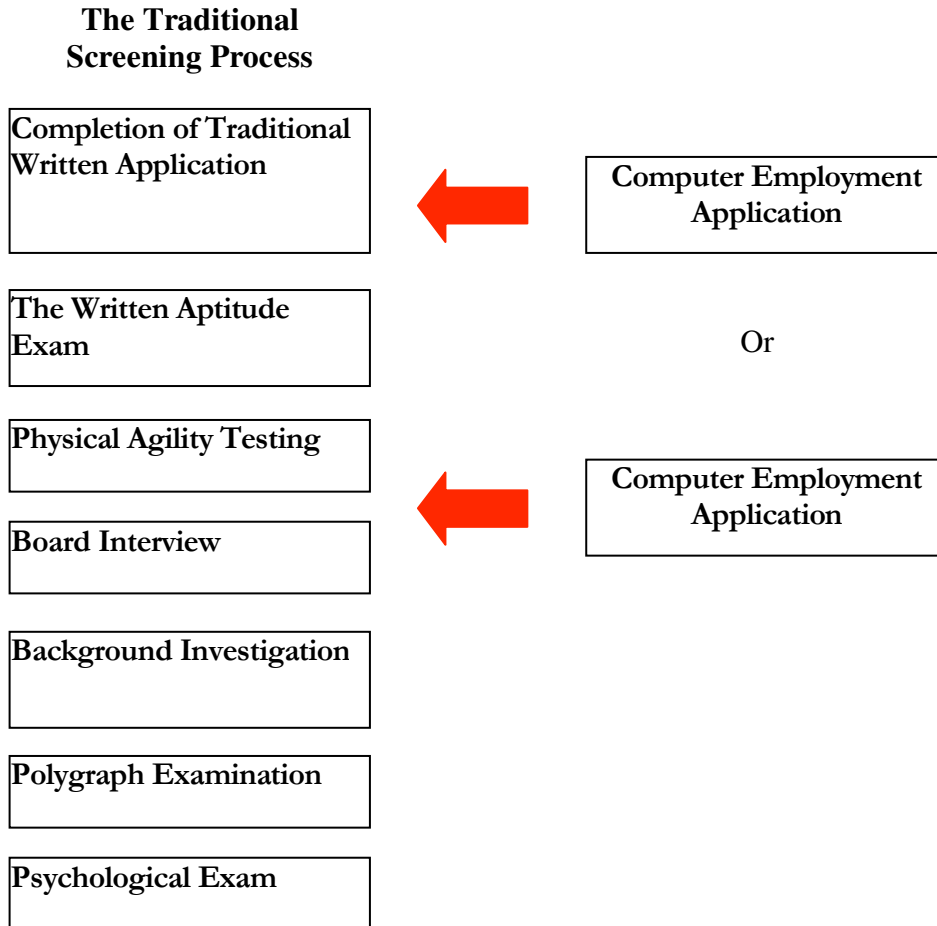 The Traditional
Screening Process
Completion of Traditional
Written Application
Computer Employment
Application
The Written Aptitude
Exam
Or
Physical Agility Testing
Computer Employment
Application
Board Interview
Background Investigation
Polygraph Examination
Psychological Exam